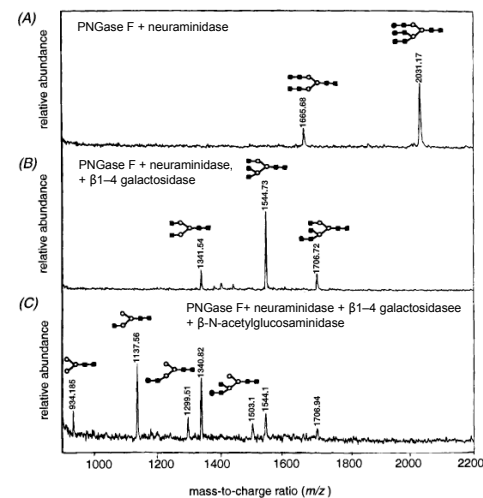 (A)
PNGase F + neuraminidase
relative abundance
1665.68
2031.17
(B)
PNGase F + neuraminidase,
+ β1–4 galactosidase
relative abundance
1341.54
1544.73
1706.72
(C)
PNGase F+ neuraminidase + β1–4 galactosidasee
+ β-N-acetylglucosaminidase
relative abundance
934.185
1137.56
1299.51
1340.82
1503.1
1544.1
1706.94
1000 1200 1400 1600 1800 2000 2200
mass-to-charge ratio (m/z)